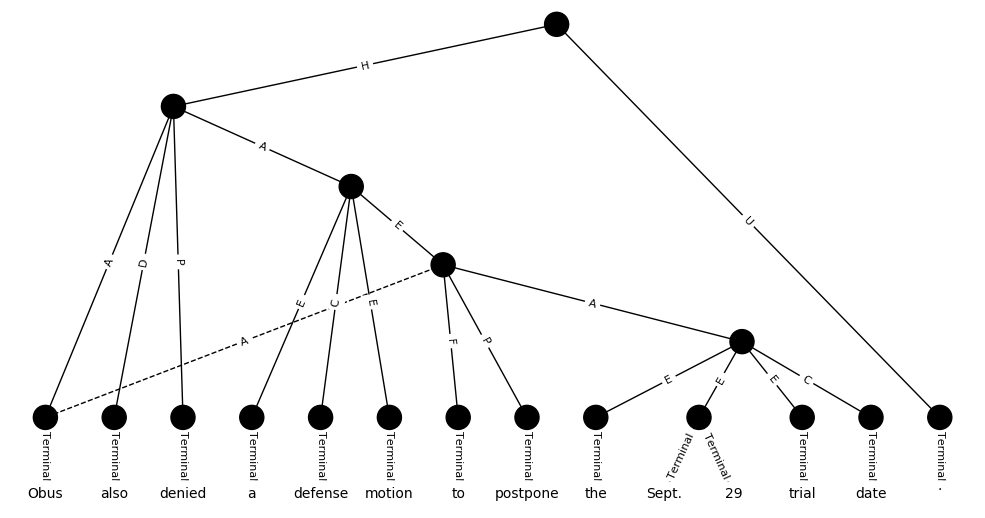 H
A
U
E
A D P
E C E
A
A
F P
E E E C
Terminal Terminal Terminal Terminal Terminal Terminal Terminal Terminal Terminal Terminal Terminal Terminal Terminal Terminal
Obus also denied a defense motion to postpone the Sept. 29 trial date .